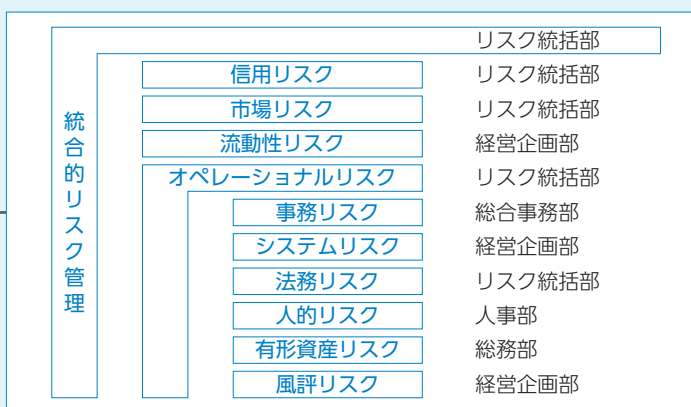 リスク統括部
統合的リスク管理
信用リスク リスク統括部
市場リスク リスク統括部
流動性リスク 経営企画部
オペレーショナルリスク リスク統括部
事務リスク 総合事務部
システムリスク 経営企画部
法務リスク リスク統括部
人的リスク 人事部
有形資産リスク 総務部
風評リスク 経営企画部